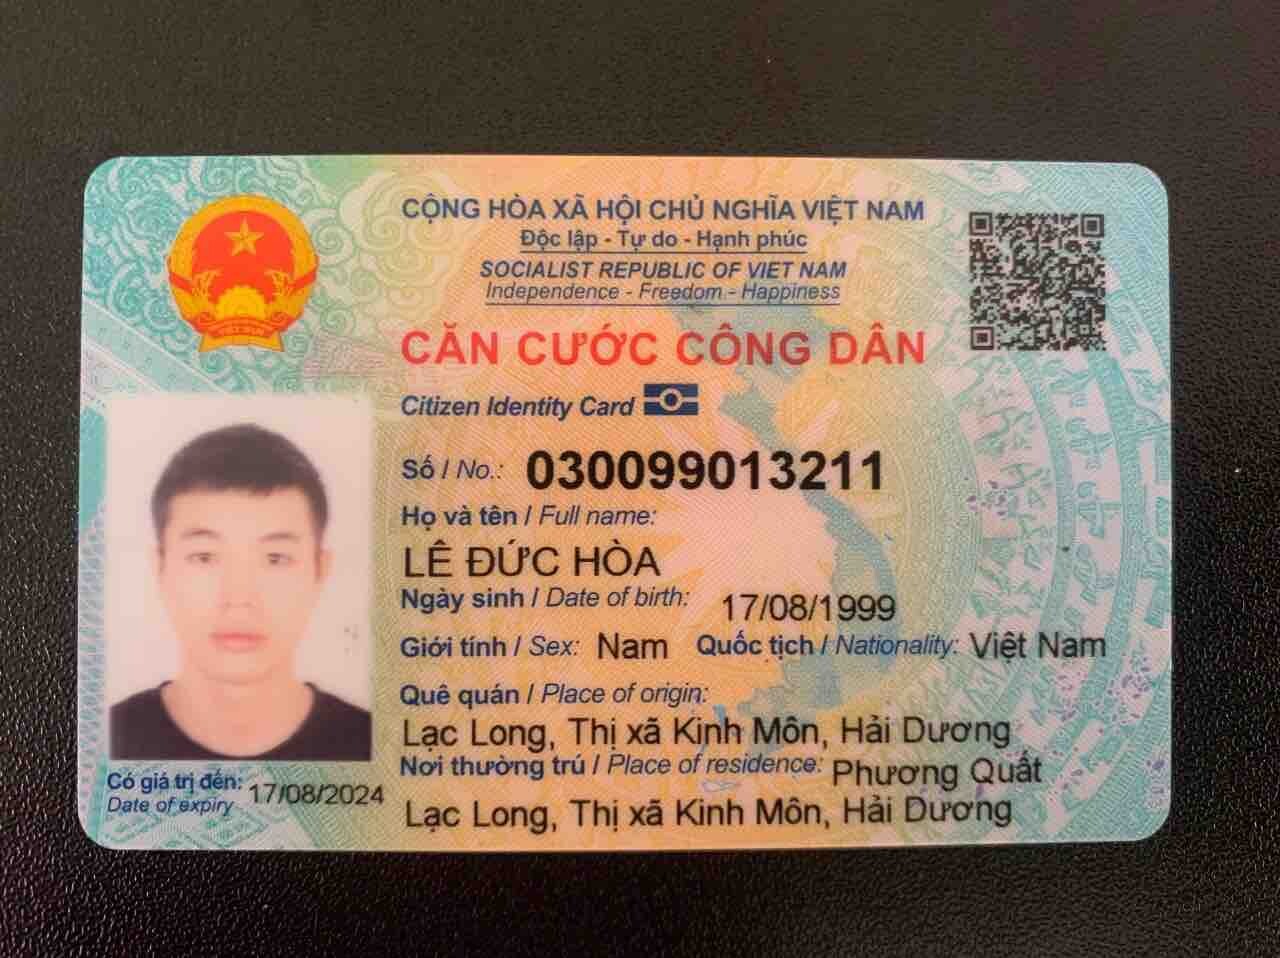 CỘNG HÒA XÃ HỘI CHỦ NGHĨA VIỆT NAM
Độc lập - Tự do - Hạnh phúc
SOCIALIST REPUBLIC OF VIET NAM
Independence - Freedom - Happiness
CĂN CƯỚC CÔNG DÂN
Citizen Identity Card
Số / No.: 030099013211
Họ và tên / Full name:
LÊ ĐỨC HÒA
Ngày sinh / Date of birth: 17/08/1999
Giới tính / Sex: Nam Quốc tịch / Nationality: Việt Nam
Quê quán / Place of origin:
Lạc Long, Thị xã Kinh Môn, Hải Dương
Nơi thường trú / Place of residence: Phương Quất
Lạc Long, Thị xã Kinh Môn, Hải Dương
Có giá trị đến: 17/08/2024
Date of expiry